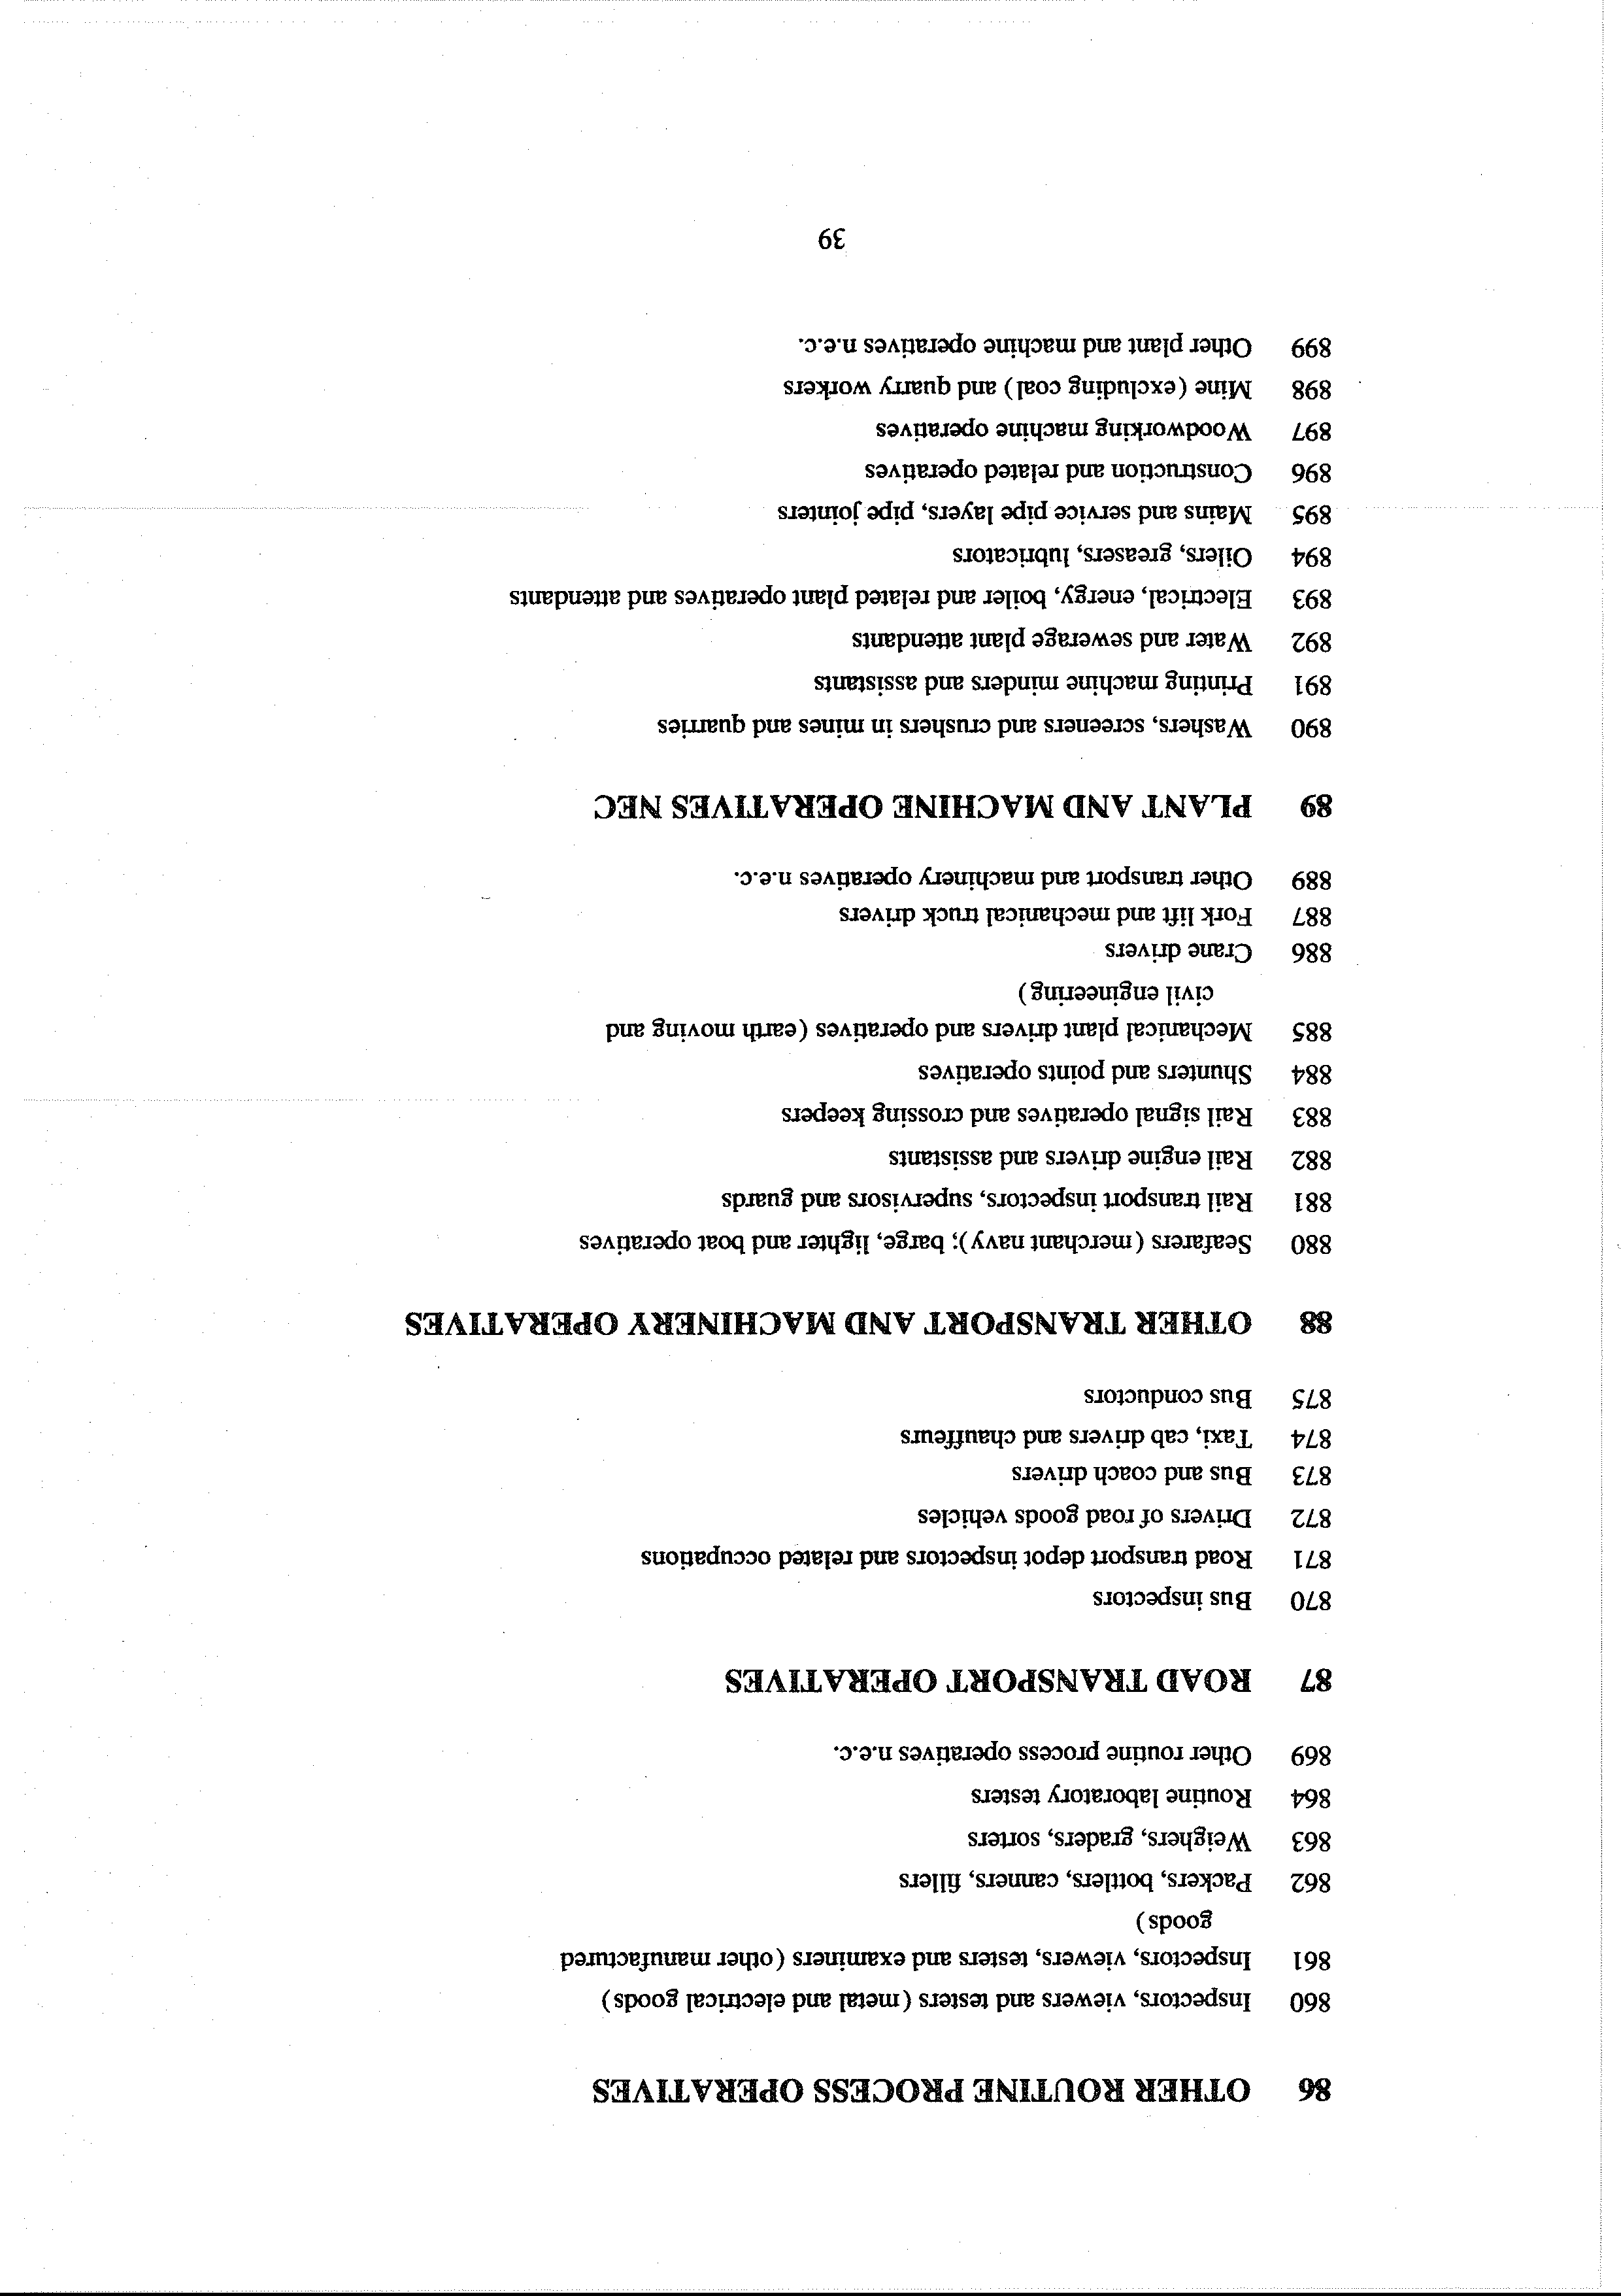 86 OTHER ROUTINE PROCESS OPERATIVES
860 Inspectors, viewers and testers (metal and electrical goods)
861 Inspectors, viewers, testers and examiners (other manufactured
goods)
862 Packers, bottlers, canners, fillers
863 Weighers, graders, sorters
864 Routine laboratory testers
869 Other routine process operatives n.e.c.
87 ROAD TRANSPORT OPERATIVES
870 Bus inspectors
871 Road transport depot inspectors and related occupations
872 Drivers of road goods vehicles
873 Bus and coach drivers
874 Taxi, cab drivers and chauffeurs
875 Bus conductors
88 OTHER TRANSPORT AND MACHINERY OPERATIVES
880 Seafarers (merchant navy); barge, lighter and boat operatives
881 Rail transport inspectors, supervisors and guards
882 Rail engine drivers and assistants
883 Rail signal operatives and crossing keepers
884 Shunters and points operatives
885 Mechanical plant drivers and operatives (earth moving and
civil engineering)
886 Crane drivers
887 Fork lift and mechanical truck drivers
889 Other transport and machinery operatives n.e.c.
89 PLANT AND MACHINE OPERATIVES NEC
890 Washers, screeners and crushers in mines and quarries
891 Printing machine minders and assistants
892 Water and sewerage plant attendants
893 Electrical, energy, boiler and related plant operatives and attendants
894 Oilers, greasers, lubricators
895 Mains and service pipe layers, pipe jointers
896 Construction and related operatives
897 Woodworking machine operatives
898 Mine (excluding coal) and quarry workers
899 Other plant and machine operatives n.e.c.
39